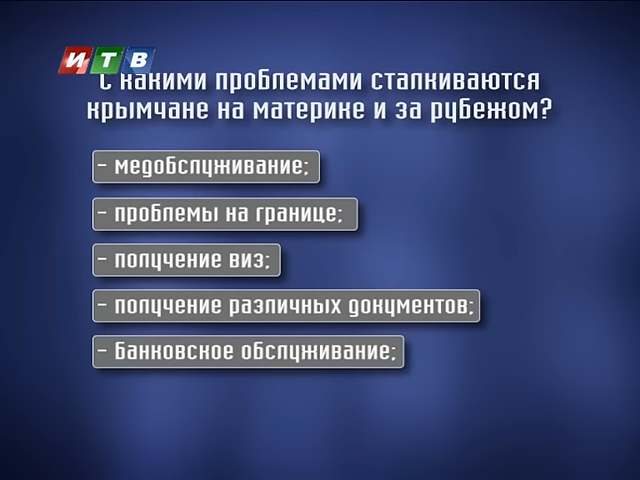 ИТВ
С какими проблемами сталкиваются
крымчане на материке и за рубежом?
- медобслуживание;
- проблемы на границе;
- получение виз;
- получение различных документов;
- банковское обслуживание;